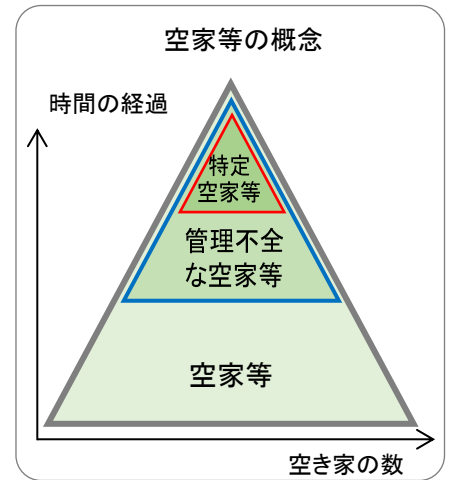 空家等の概念
時間の経過
特定
空家等
管理不全
な空家等
空家等
空き家の数